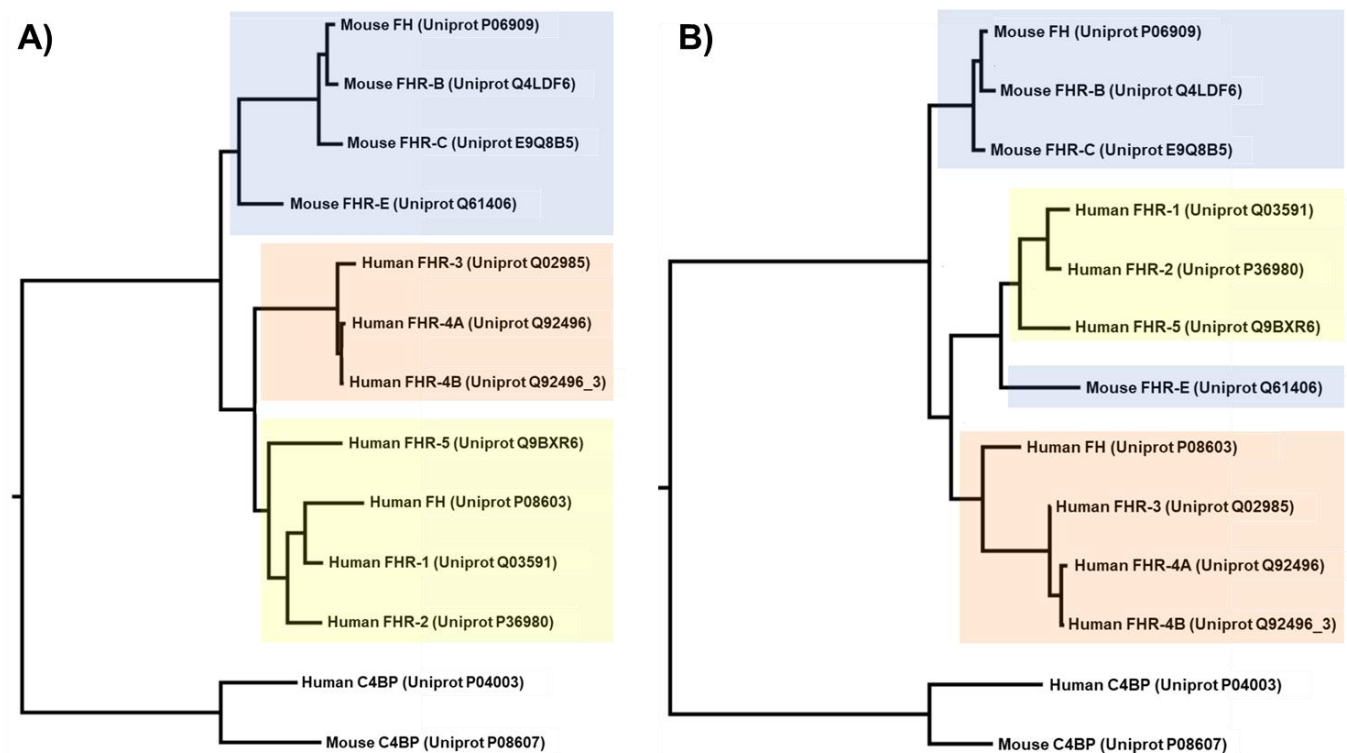 A)
Mouse FH (Uniprot P06909)
Mouse FHR-B (Uniprot Q4LDF6)
Mouse FHR-C (Uniprot E9Q8B5)
Mouse FHR-E (Uniprot Q61406)
Human FHR-3 (Uniprot Q02985)
Human FHR-4A (Uniprot Q92496)
Human FHR-4B (Uniprot Q92496_3)
Human FHR-5 (Uniprot Q9BXR6)
Human FH (Uniprot P08603)
Human FHR-1 (Uniprot Q03591)
Human FHR-2 (Uniprot P36980)
Human C4BP (Uniprot P04003)
Mouse C4BP (Uniprot P08607)
B)
Mouse FH (Uniprot P06909)
Mouse FHR-B (Uniprot Q4LDF6)
Mouse FHR-C (Uniprot E9Q8B5)
Human FHR-1 (Uniprot Q03591)
Human FHR-2 (Uniprot P36980)
Human FHR-5 (Uniprot Q9BXR6)
Mouse FHR-E (Uniprot Q61406)
Human FH (Uniprot P08603)
Human FHR-3 (Uniprot Q02985)
Human FHR-4A (Uniprot Q92496)
Human FHR-4B (Uniprot Q92496_3)
Human C4BP (Uniprot P04003)
Mouse C4BP (Uniprot P08607)